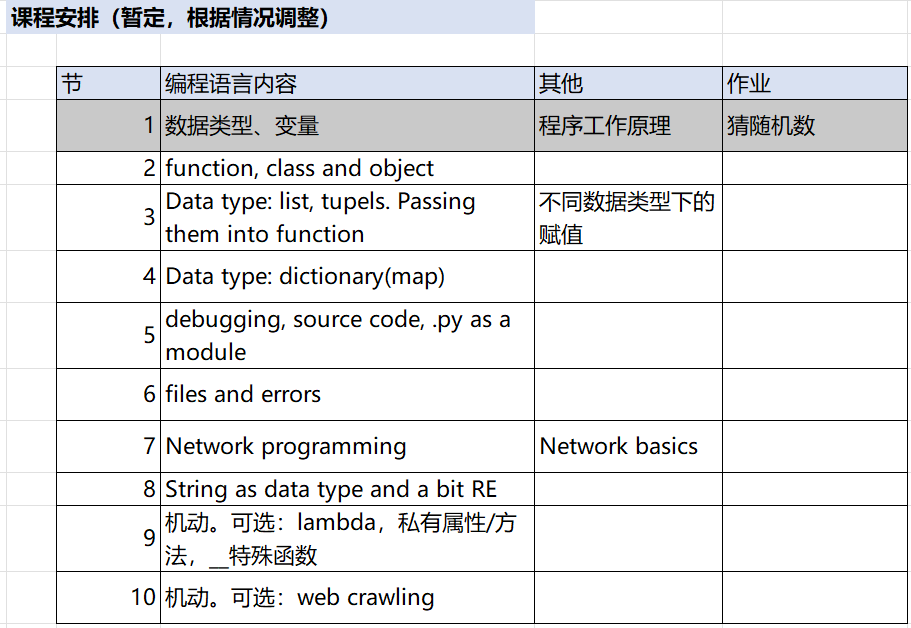 课程安排（暂定，根据情况调整）
节 编程语言内容 其他 作业
1 数据类型、变量 程序工作原理 猜随机数
2 function, class and object
3 Data type: list, tupels. Passing
them into function
不同数据类型下的
赋值
4 Data type: dictionary(map)
5 debugging, source code, .py as a
module
6 files and errors
7 Network programming Network basics
8 String as data type and a bit RE
9 机动。可选：lambda，私有属性/方
法，__特殊函数
10 机动。可选：web crawling